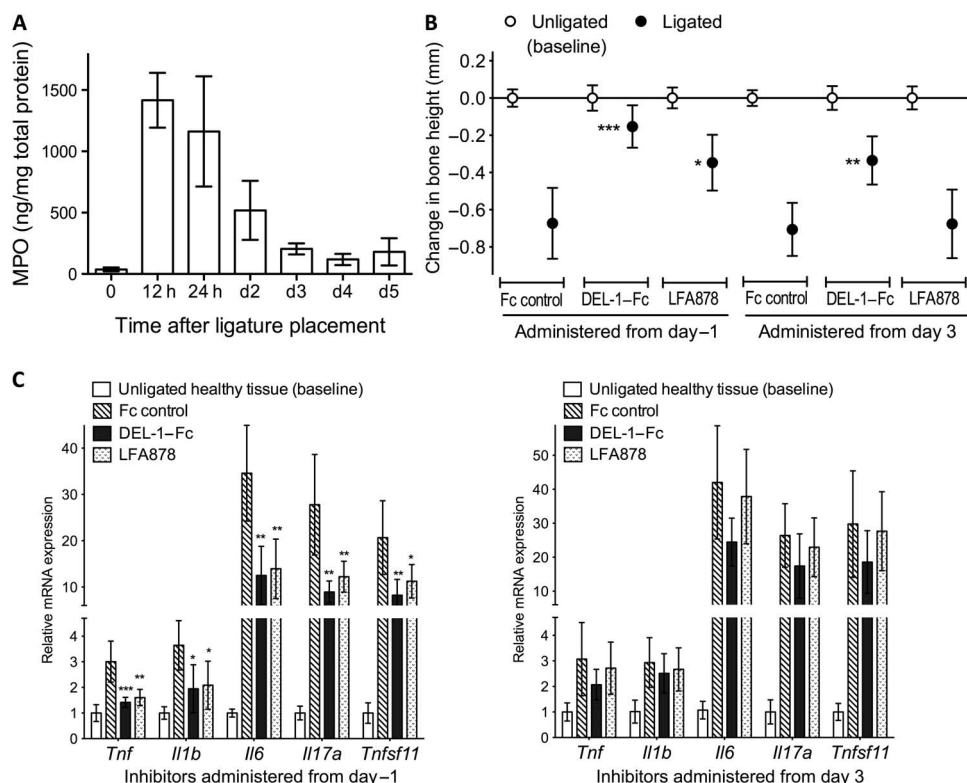 A
MPO (ng/mg total protein)
1500
1000
500
0
0 12 h 24 h d2 d3 d4 d5
Time after ligature placement
B
Unligated (baseline)
Ligated
Change in bone height (mm)
0.2
0.0
−0.2
−0.4
−0.6
−0.8
***
*
**
Fc control DEL-1–Fc LFA878 Fc control DEL-1–Fc LFA878
Administered from day–1 Administered from day 3
C
Unligated healthy tissue (baseline)
Fc control
DEL-1–Fc
LFA878
Relative mRNA expression
40
30
20
10
4
3
2
1
0
*** ** * * ** ** ** ** ** *
Tnf Il1b Il6 Il17a Tnfsf11
Inhibitors administered from day–1
Unligated healthy tissue (baseline)
Fc control
DEL-1–Fc
LFA878
Relative mRNA expression
50
40
30
20
10
4
3
2
1
0
Tnf Il1b Il6 Il17a Tnfsf11
Inhibitors administered from day 3